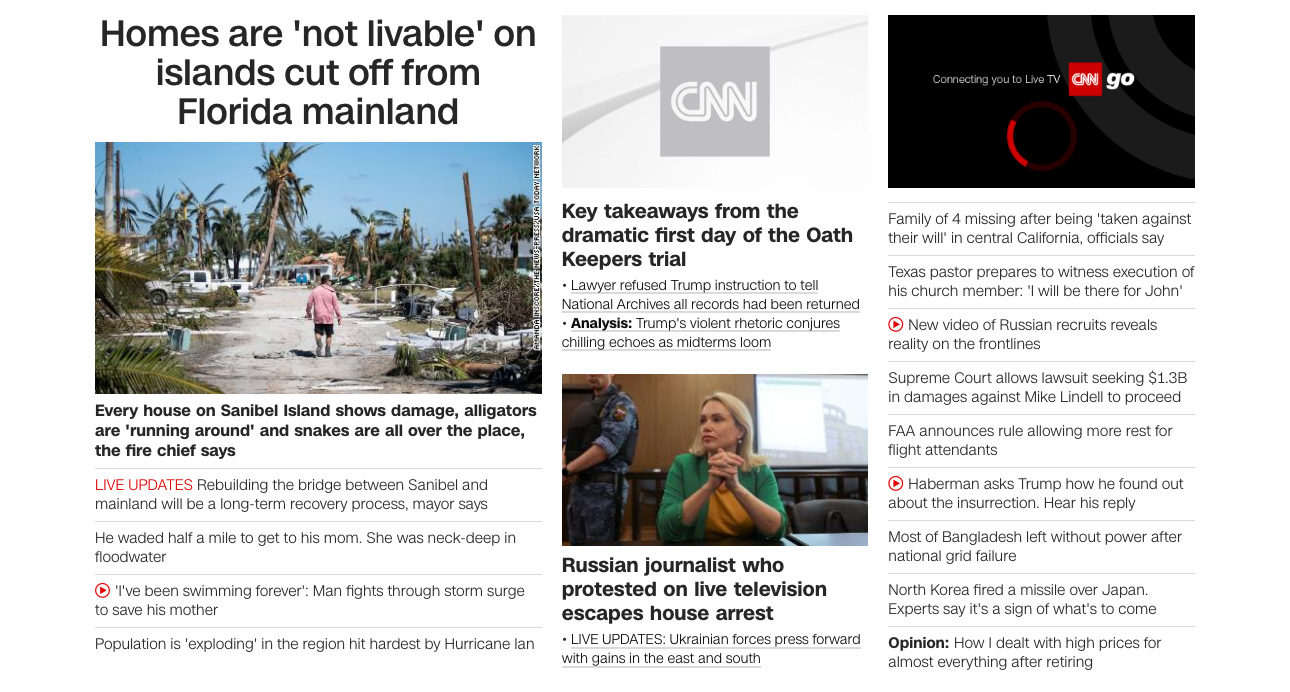 Homes are 'not livable' on
islands cut off from
Florida mainland
AMANDA INSCORE/THE NEWS-PRESS/USA TODAY NETWORK
Every house on Sanibel Island shows damage, alligators
are 'running around' and snakes are all over the place,
the fire chief says
LIVE UPDATES Rebuilding the bridge between Sanibel and
mainland will be a long-term recovery process, mayor says
He waded half a mile to get to his mom. She was neck-deep in
floodwater
'I've been swimming forever': Man fights through storm surge
to save his mother
Population is 'exploding' in the region hit hardest by Hurricane Ian
CNN
Key takeaways from the
dramatic first day of the Oath
Keepers trial
• Lawyer refused Trump instruction to tell
National Archives all records had been returned
• Analysis: Trump's violent rhetoric conjures
chilling echoes as midterms loom
Russian journalist who
protested on live television
escapes house arrest
• LIVE UPDATES: Ukrainian forces press forward
with gains in the east and south
Connecting you to Live TV CNN go
Family of 4 missing after being 'taken against
their will' in central California, officials say
Texas pastor prepares to witness execution of
his church member: 'I will be there for John'
New video of Russian recruits reveals
reality on the frontlines
Supreme Court allows lawsuit seeking $1.3B
in damages against Mike Lindell to proceed
FAA announces rule allowing more rest for
flight attendants
Haberman asks Trump how he found out
about the insurrection. Hear his reply
Most of Bangladesh left without power after
national grid failure
North Korea fired a missile over Japan.
Experts say it's a sign of what's to come
Opinion: How I dealt with high prices for
almost everything after retiring